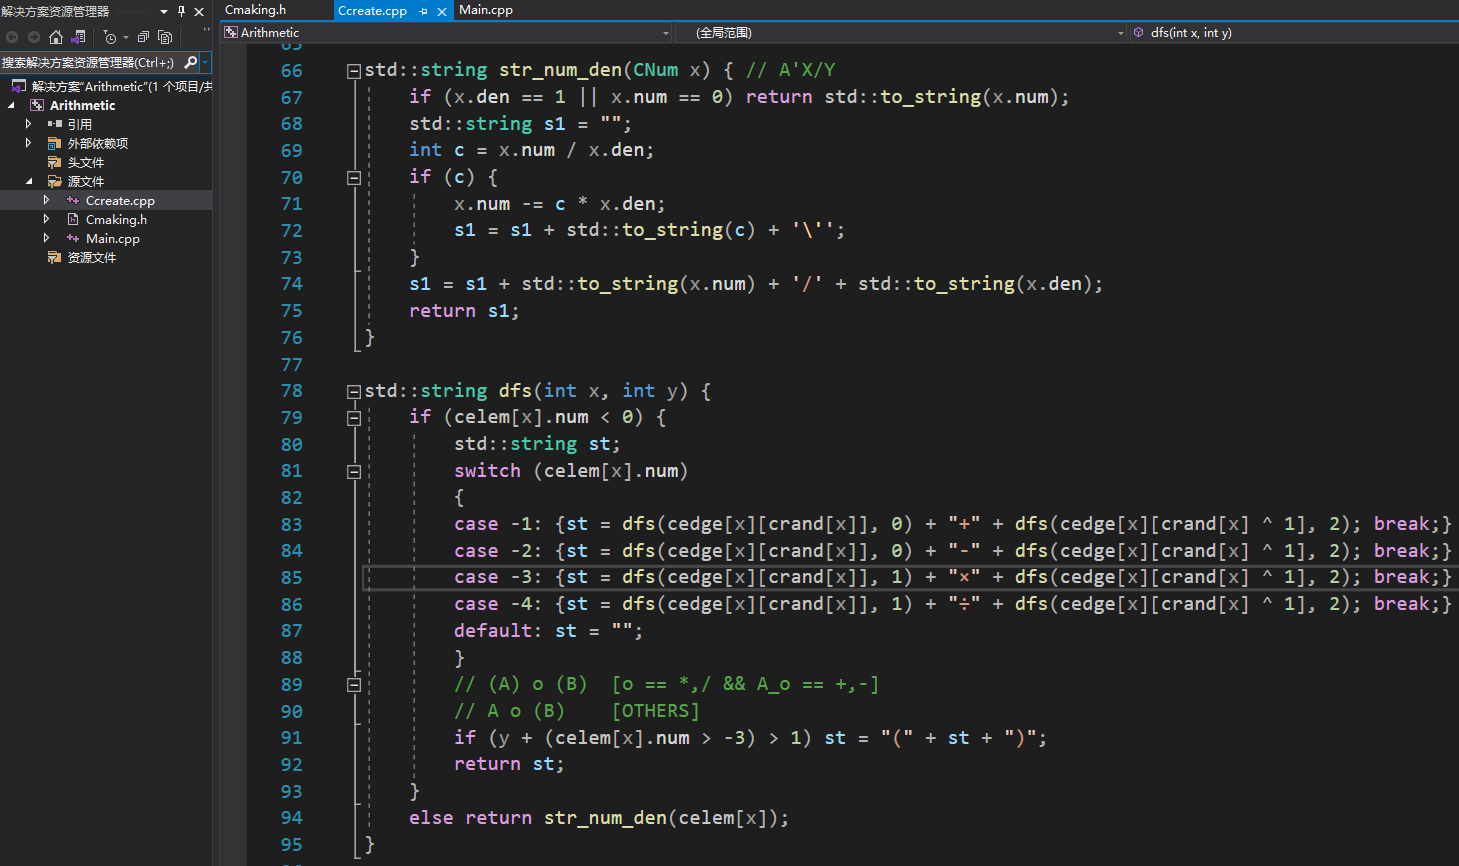 解决方案资源管理器
搜索解决方案资源管理器(Ctrl+;)
解决方案"Arithmetic"(1 个项目/共
Arithmetic
引用
外部依赖项
头文件
源文件
Ccreate.cpp
Cmaking.h
Main.cpp
资源文件
Cmaking.h Ccreate.cpp Main.cpp
Arithmetic (全局范围) dfs(int x, int y)
65
66 std::string str_num_den(CNum x) { // A'X/Y
67 if (x.den == 1 || x.num == 0) return std::to_string(x.num);
68 std::string s1 = "";
69 int c = x.num / x.den;
70 if (c) {
71 x.num -= c * x.den;
72 s1 = s1 + std::to_string(c) + '\'';
73 }
74 s1 = s1 + std::to_string(x.num) + '/' + std::to_string(x.den);
75 return s1;
76 }
77
78 std::string dfs(int x, int y) {
79 if (celem[x].num < 0) {
80 std::string st;
81 switch (celem[x].num)
82 {
83 case -1: {st = dfs(cedge[x][crand[x]], 0) + "+" + dfs(cedge[x][crand[x] ^ 1], 2); break;}
84 case -2: {st = dfs(cedge[x][crand[x]], 0) + "-" + dfs(cedge[x][crand[x] ^ 1], 2); break;}
85 case -3: {st = dfs(cedge[x][crand[x]], 1) + "×" + dfs(cedge[x][crand[x] ^ 1], 2); break;}
86 case -4: {st = dfs(cedge[x][crand[x]], 1) + "÷" + dfs(cedge[x][crand[x] ^ 1], 2); break;}
87 default: st = "";
88 }
89 // (A) o (B) [o == *,/ && A_o == +,-]
90 // A o (B) [OTHERS]
91 if (y + (celem[x].num > -3) > 1) st = "(" + st + ")";
92 return st;
93 }
94 else return str_num_den(celem[x]);
95 }